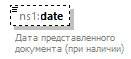 ns1:date
Дата представленного
документа (при наличии)